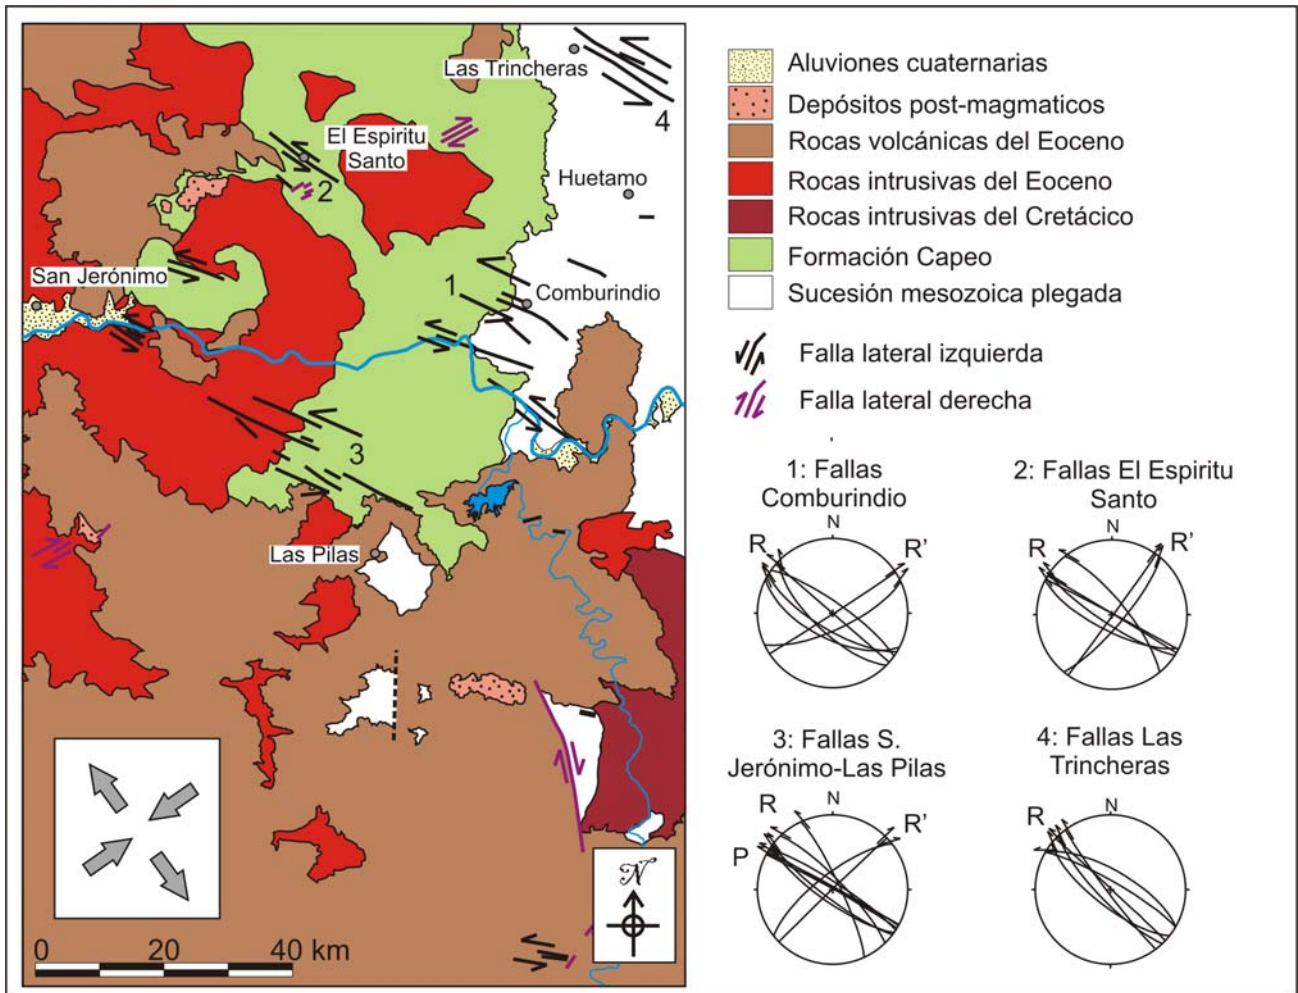 Las Trincheras
4
El Espiritu
Santo
2
Huetamo
San Jerónimo
1
Comburindio
3
Las Pilas
N
0 20 40 km
Aluviones cuaternarias
Depósitos post-magmaticos
Rocas volcánicas del Eoceno
Rocas intrusivas del Eoceno
Rocas intrusivas del Cretácico
Formación Capeo
Sucesión mesozoica plegada
Falla lateral izquierda
Falla lateral derecha
1: Fallas
Comburindio
N
R
R'
2: Fallas El Espiritu
Santo
N
R
R'
3: Fallas S.
Jerónimo-Las Pilas
N
R
R'
P
4: Fallas Las
Trincheras
N
R